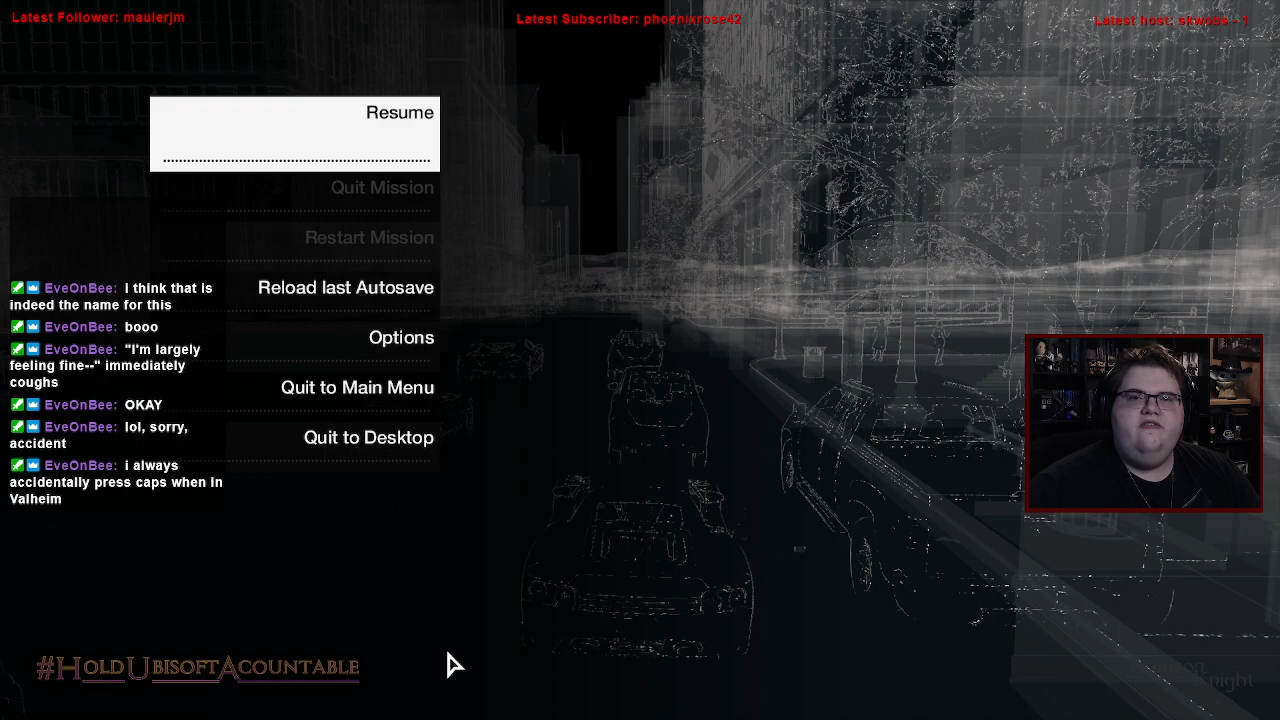 Latest Follower: maulerjm
Latest Subscriber: phoenixrose42
Latest host: skwobs - 1
Resume
Quit Mission
Restart Mission
Reload last Autosave
Options
Quit to Main Menu
Quit to Desktop
EveOnBee: I think that is
indeed the name for this
EveOnBee: booo
EveOnBee: "I'm largely
feeling fine--" immediately
coughs
EveOnBee: OKAY
EveOnBee: lol, sorry,
accident
EveOnBee: i always
accidentally press caps when in
Valheim
#HoldUbisoftAcountable
Knight